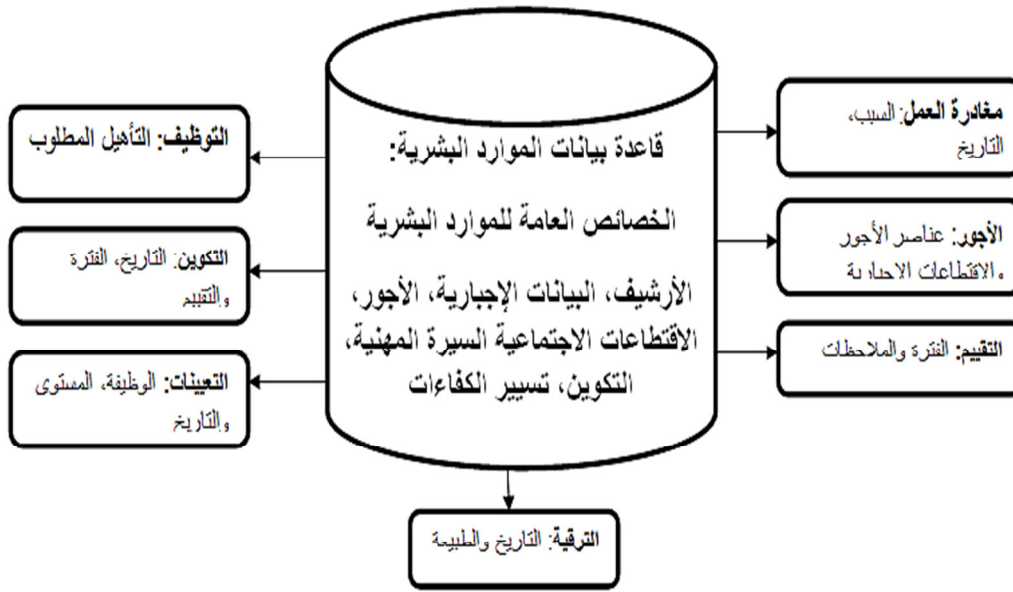 مغادرة العمل: السبب،
التاريخ
الأجور: عناصر الأجور
والاقتطاعات الاجبارية
التقييم: الفترة والملاحظات
قاعدة بيانات الموارد البشرية:
الخصائص العامة للموارد البشرية
الأرشيف، البيانات الإجبارية، الأجور،
الاقتطاعات الاجتماعية السيرة المهنية،
التكوين، تسيير الكفاءات
التوظيف: التأهيل المطلوب
التكوين: التاريخ، الفترة
والتقييم
التعيينات: الوظيفة، المستوى
والتاريخ
الترقية: التاريخ والطبيعة